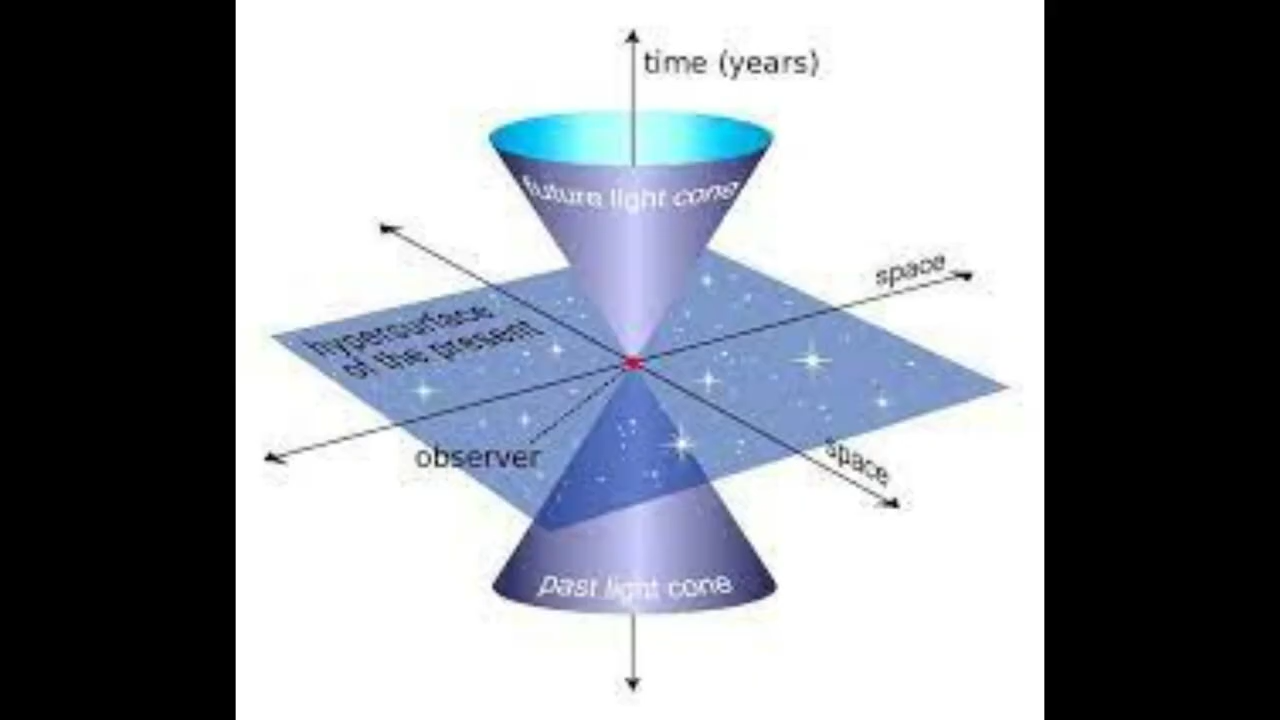 time (years)
future light cone
space
hypersurface
of the present
observer
space
past light cone